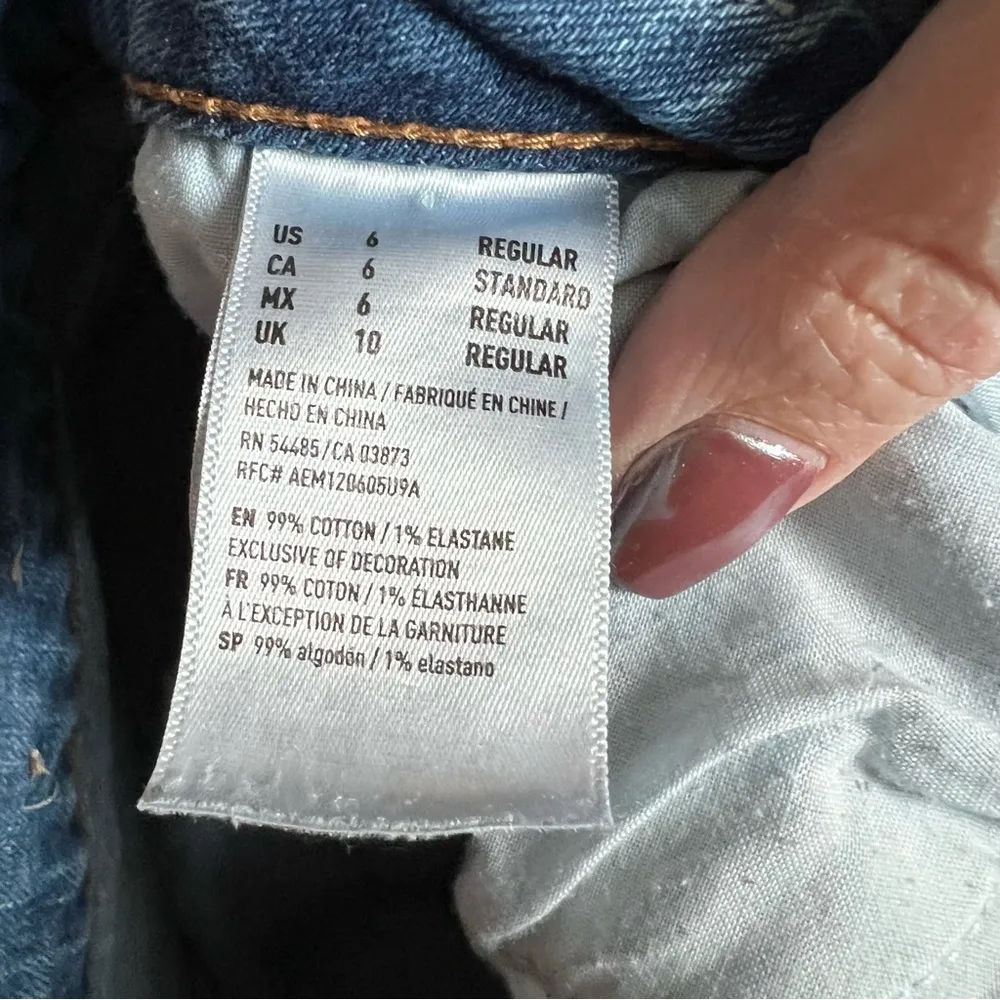 US 6 REGULAR
CA 6 STANDARD
MX 6 REGULAR
UK 10 REGULAR
MADE IN CHINA / FABRIQUÉ EN CHINE /
HECHO EN CHINA
RN 54485/CA 03873
RFC# AEM120605U9A
EN 99% COTTON / 1% ELASTANE
EXCLUSIVE OF DECORATION
FR 99% COTON / 1% ÉLASTHANNE
À L'EXCEPTION DE LA GARNITURE
SP 99% algodón / 1% elastano